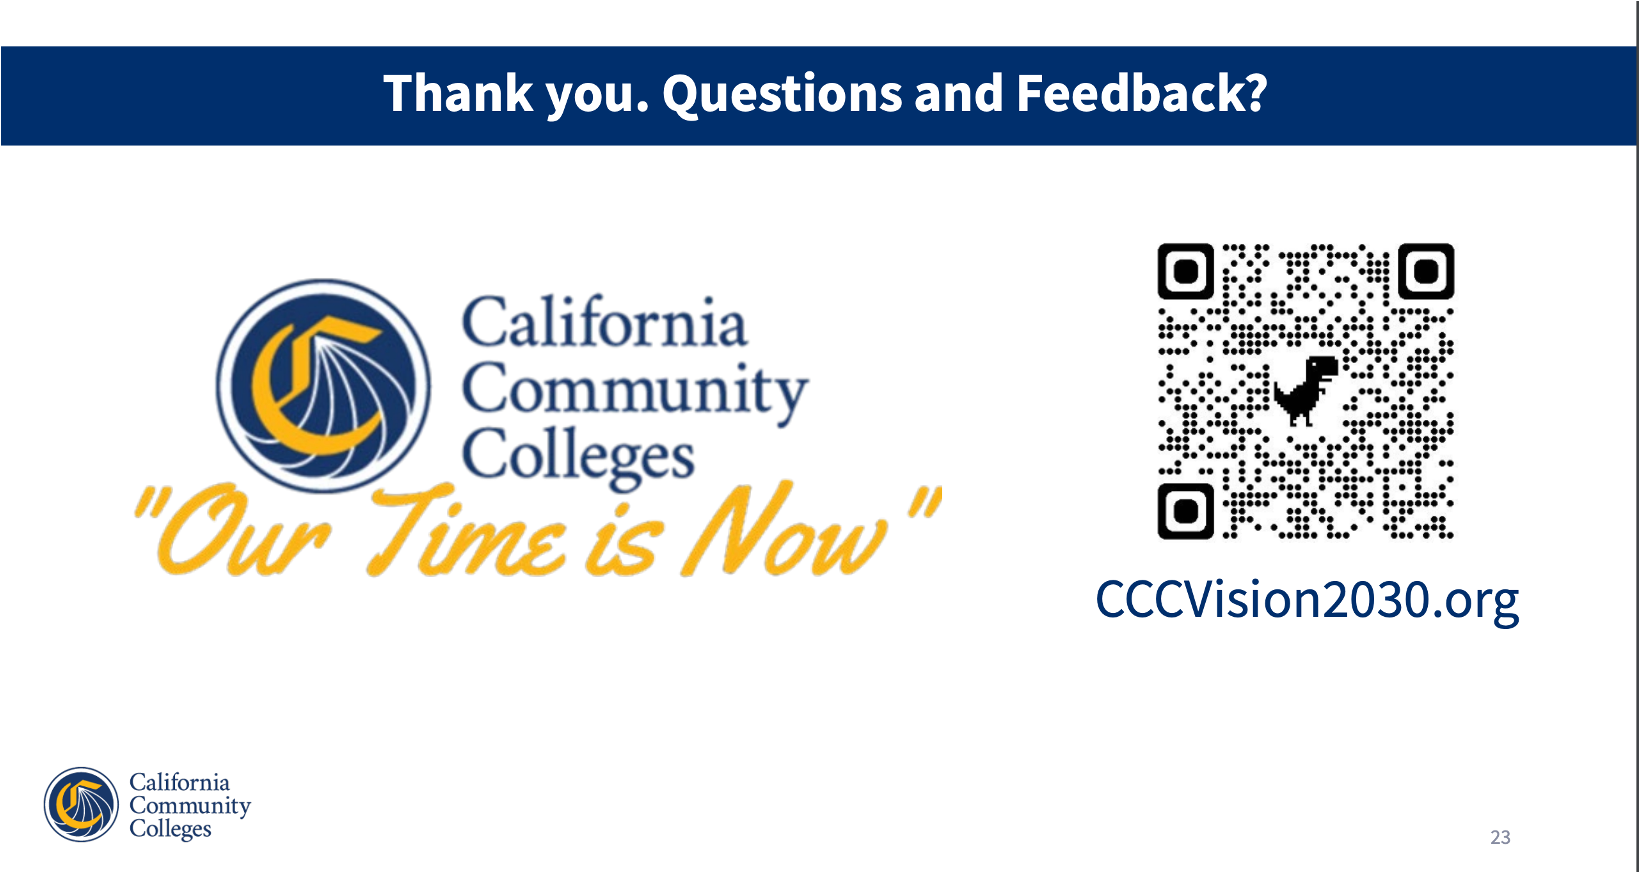 Thank you. Questions and Feedback?
California
Community
Colleges
"Our Time is Now"
CCCVision2030.org
California
Community
Colleges
23